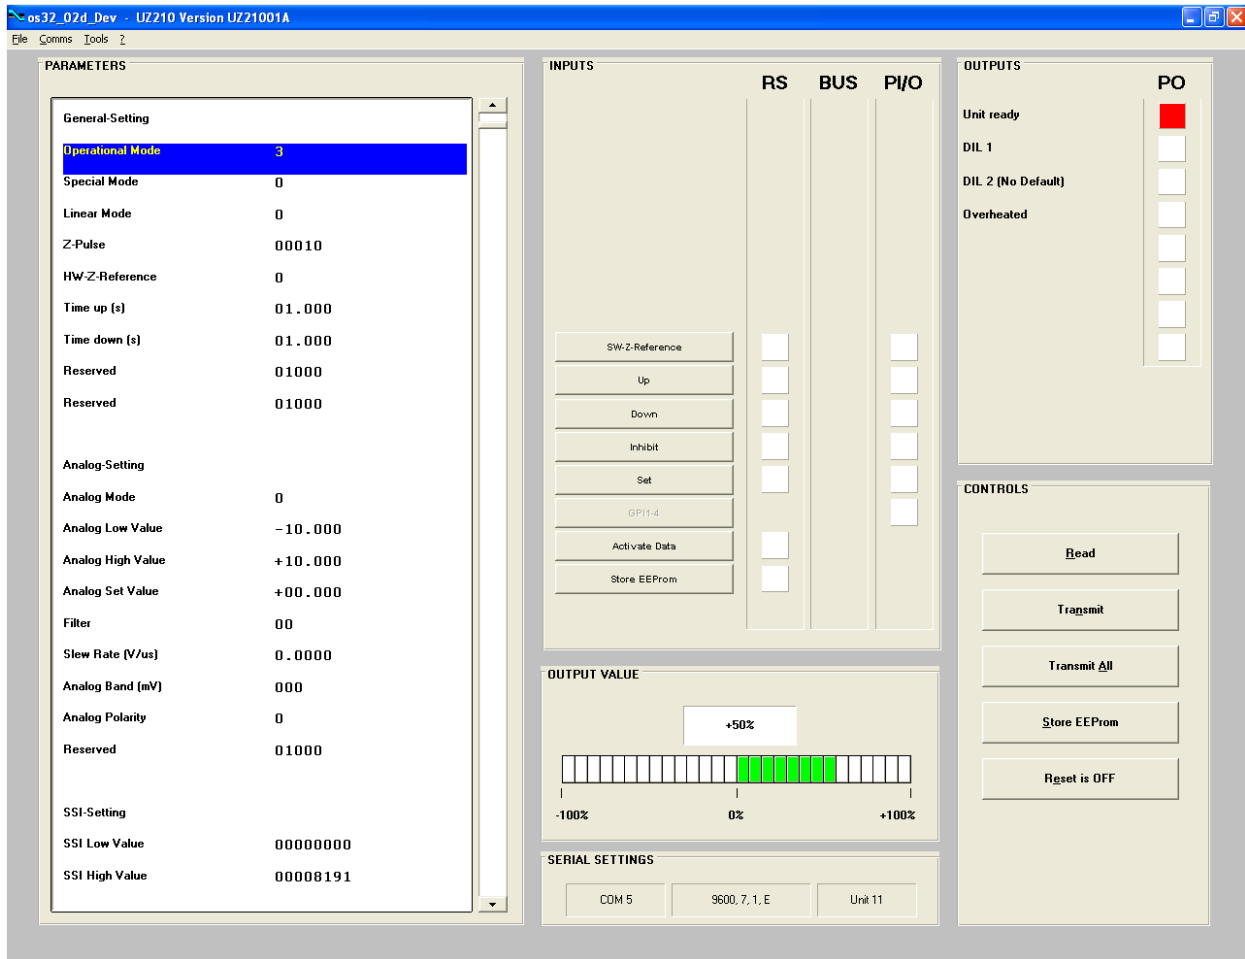 os32_02d_Dev - UZ210 Version UZ21001A
File Comms Tools ?
PARAMETERS
General-Setting
Operational Mode 3
Special Mode 0
Linear Mode 0
Z-Pulse 00010
HW-Z-Reference 0
Time up (s) 01.000
Time down (s) 01.000
Reserved 01000
Reserved 01000
Analog-Setting
Analog Mode 0
Analog Low Value -10.000
Analog High Value +10.000
Analog Set Value +00.000
Filter 00
Slew Rate (V/us) 0.0000
Analog Band (mV) 000
Analog Polarity 0
Reserved 01000
SSI-Setting
SSI Low Value 00000000
SSI High Value 00008191
INPUTS
RS BUS PI/O
SW-Z-Reference
Up
Down
Inhibit
Set
GPI1-4
Activate Data
Store EEProm
OUTPUT VALUE
+50%
-100% 0% +100%
SERIAL SETTINGS
COM 5 9600, 7, 1, E Unit 11
OUTPUTS
PO
Unit ready
DIL 1
DIL 2 (No Default)
Overheated
CONTROLS
Read
Transmit
Transmit All
Store EEProm
Reset is OFF